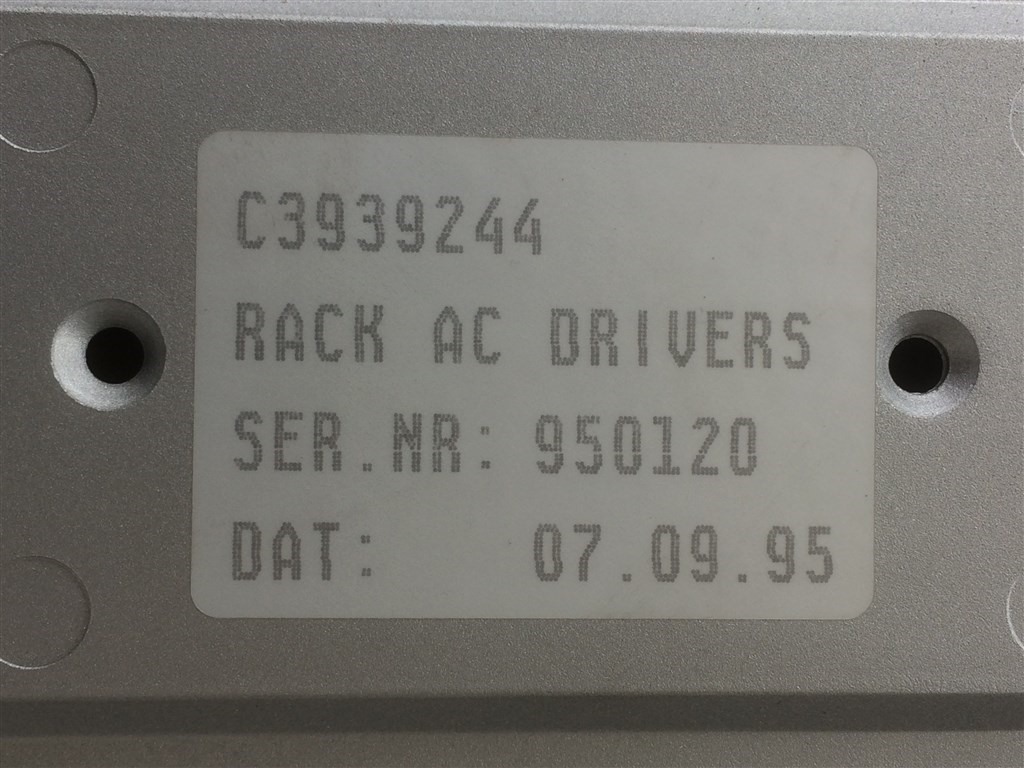 C3939244
RACK AC DRIVERS
SER.NR: 950120
DAT: 07.09.95